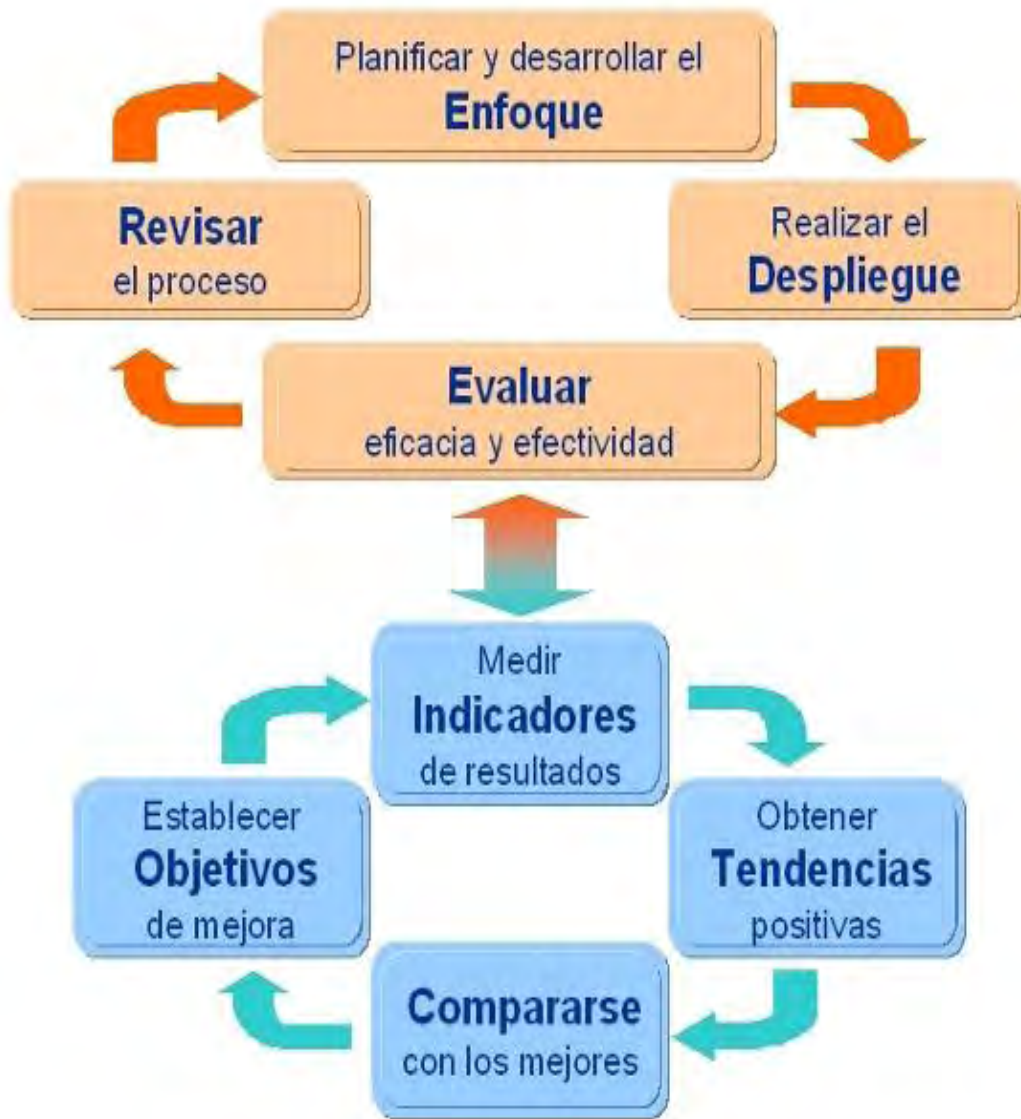 Planificar y desarrollar el
Enfoque
Revisar
el proceso
Realizar el
Despliegue
Evaluar
eficacia y efectividad
Medir
Indicadores
de resultados
Establecer
Objetivos
de mejora
Obtener
Tendencias
positivas
Compararse
con los mejores